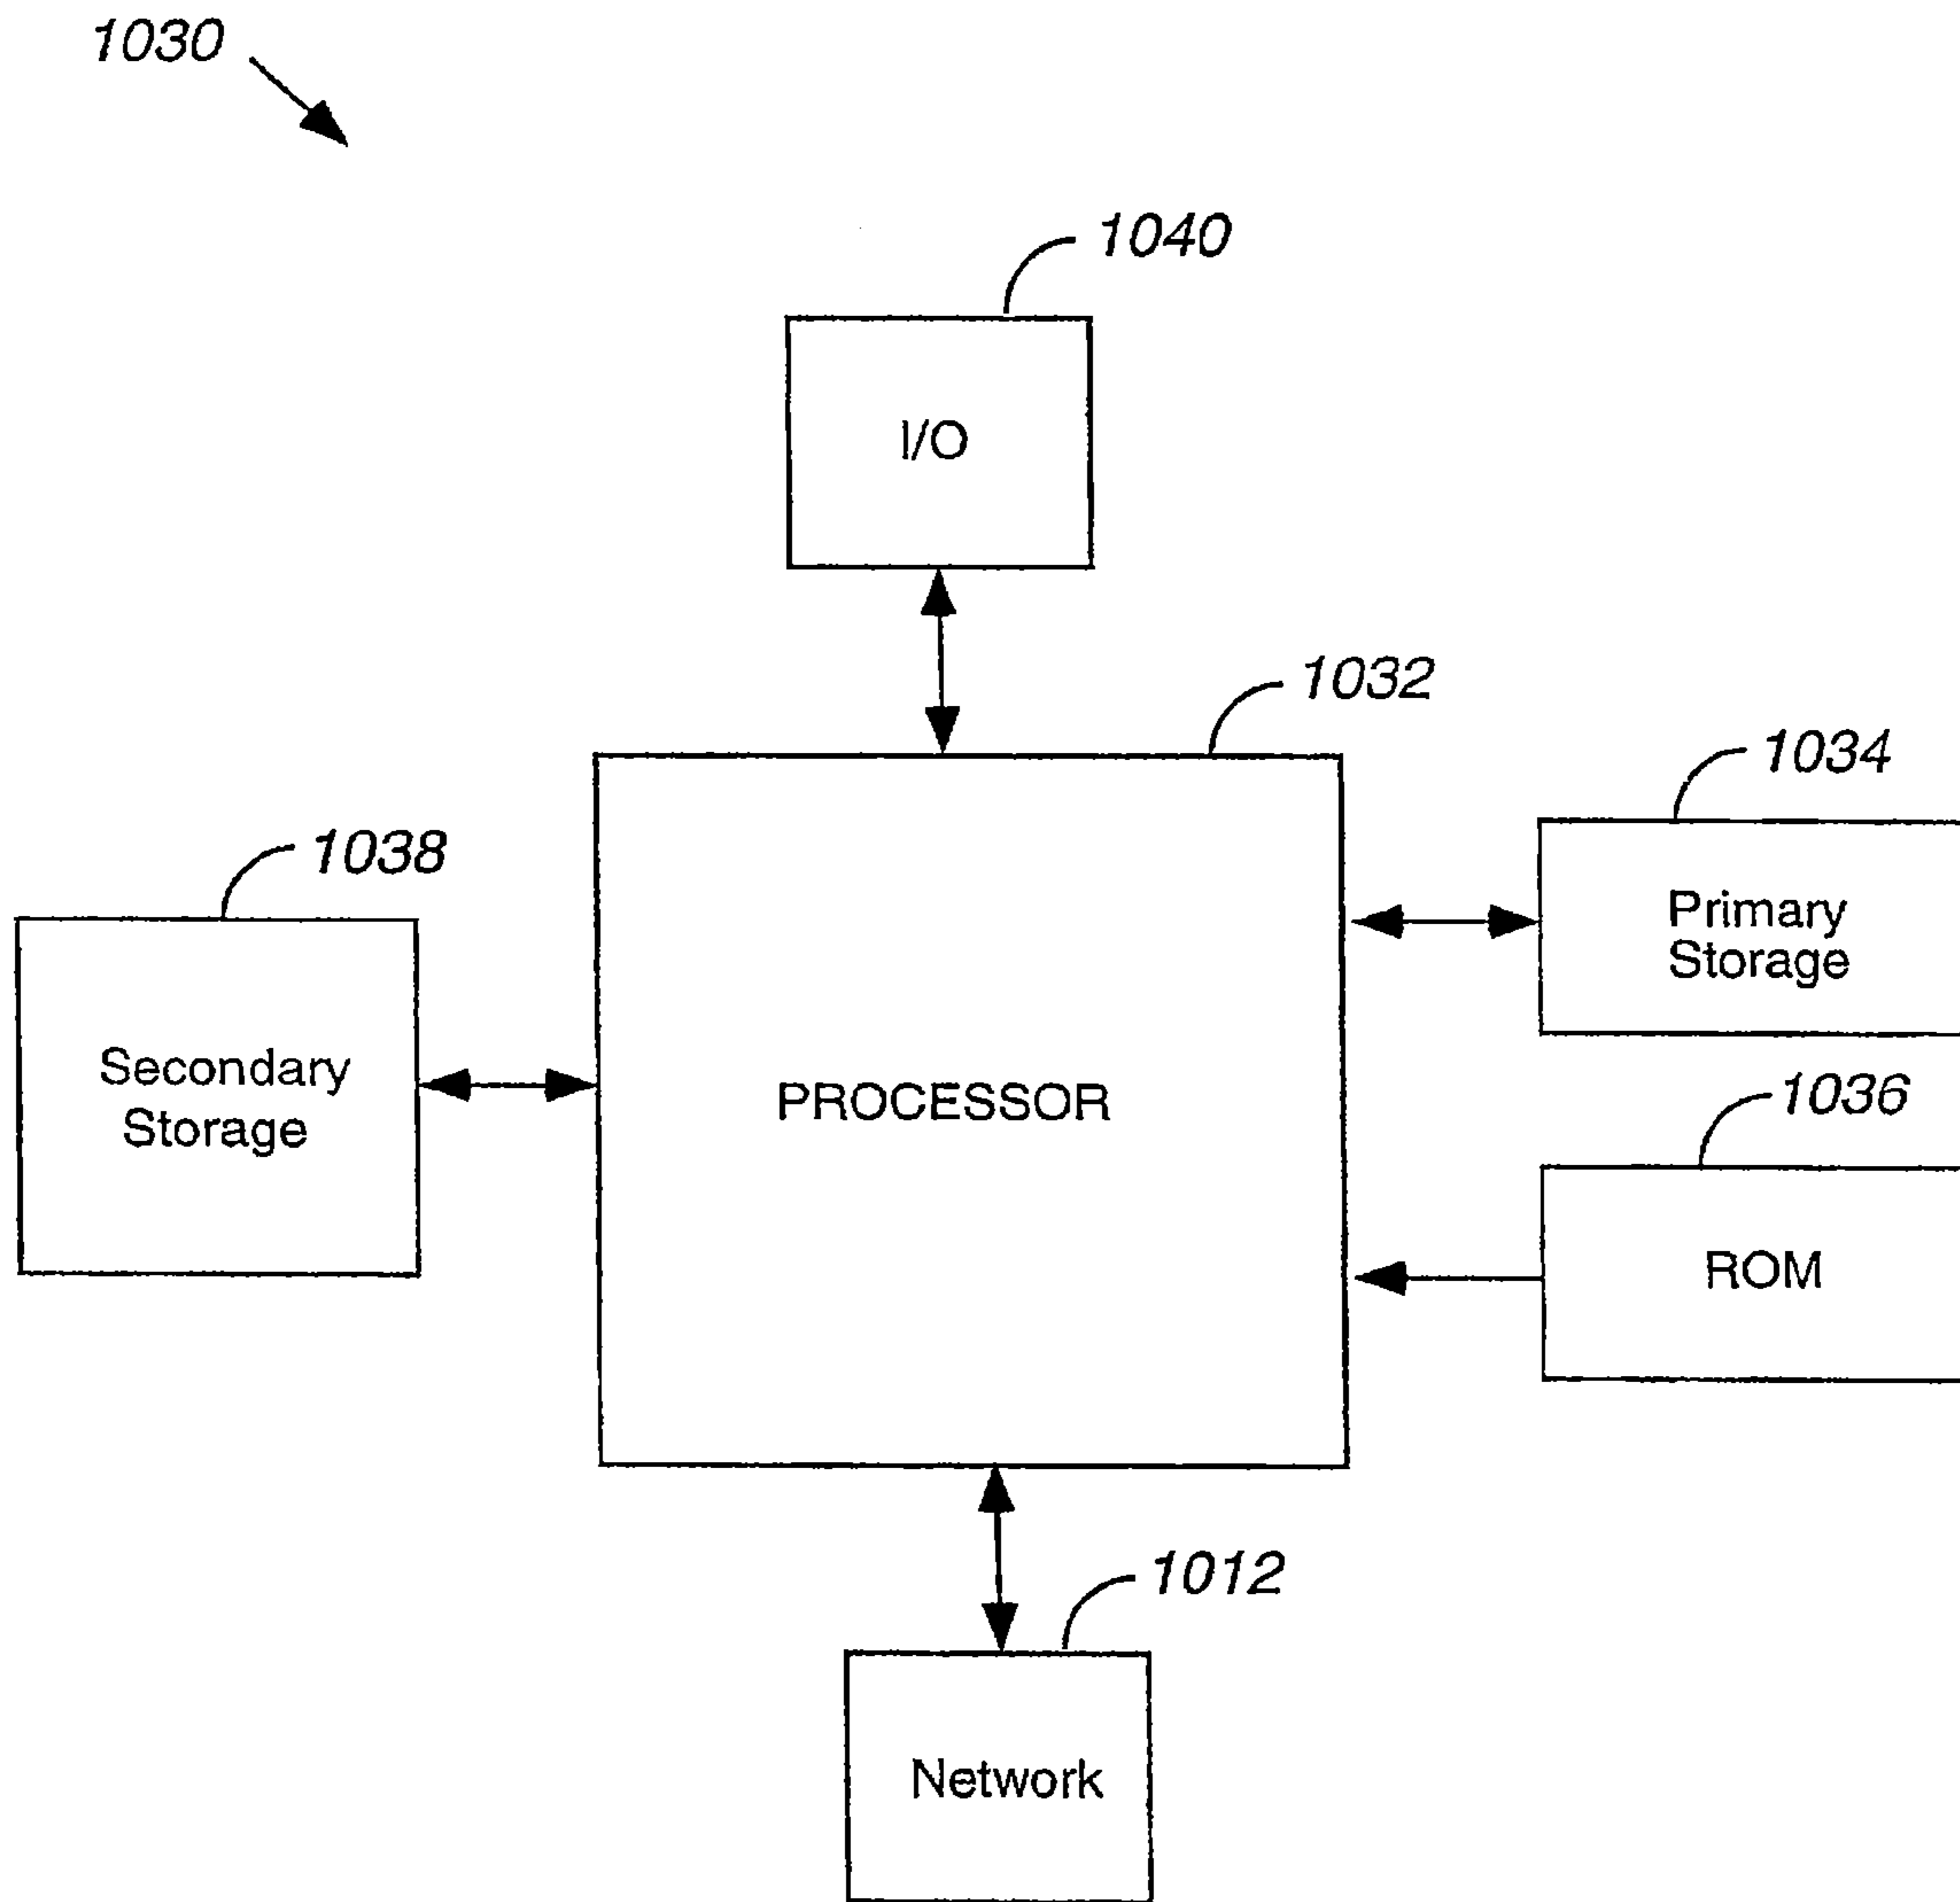 1030
1040
I/O
1032
1034
Primary
Storage
1038
Secondary
Storage
PROCESSOR
1036
ROM
1012
Network